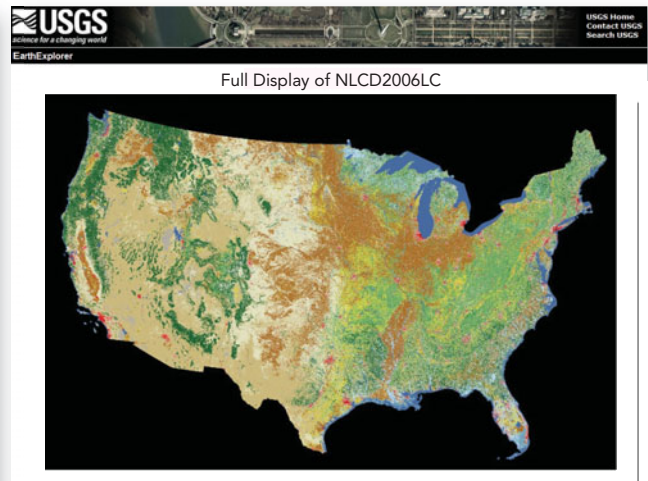 USGS
science for a changing world
USGS Home
Contact USGS
Search USGS
EarthExplorer
Full Display of NLCD2006LC